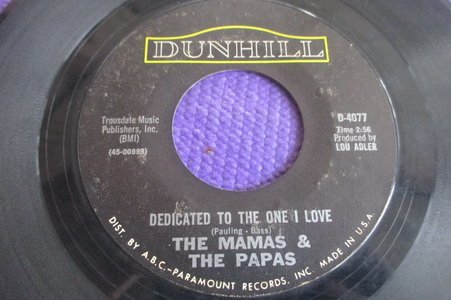 DUNHILL
Trousdale Music
Publishers, Inc.
(BMI)
(45-00999)
D-4077
Time 2:56
Produced by
LOU ADLER
DEDICATED TO THE ONE I LOVE
(Pauling - Bass)
THE MAMAS &
THE PAPAS
DIST. BY A.B.C.-PARAMOUNT RECORDS, INC. MADE IN U.S.A.